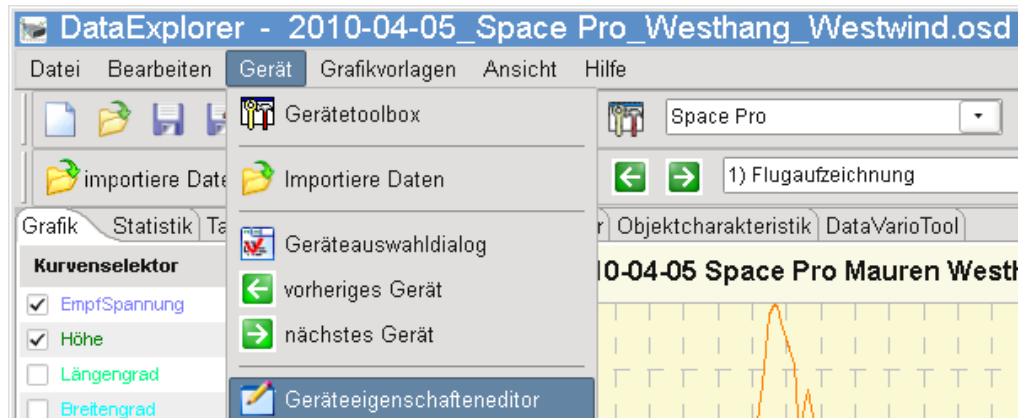 DataExplorer - 2010-04-05_Space Pro_Westhang_Westwind.osd
Datei Bearbeiten Gerät Grafikvorlagen Ansicht Hilfe
Gerätetoolbox
Space Pro
importiere Date
Importiere Daten
1) Flugaufzeichnung
Grafik Statistik Ta
r Objektcharakteristik DataVarioTool
Geräteauswahldialog
Kurvenselektor
10-04-05 Space Pro Mauren Westh
EmpfSpannung
vorheriges Gerät
Höhe
nächstes Gerät
Längengrad
Breitengrad
Geräteeigenschafteneditor